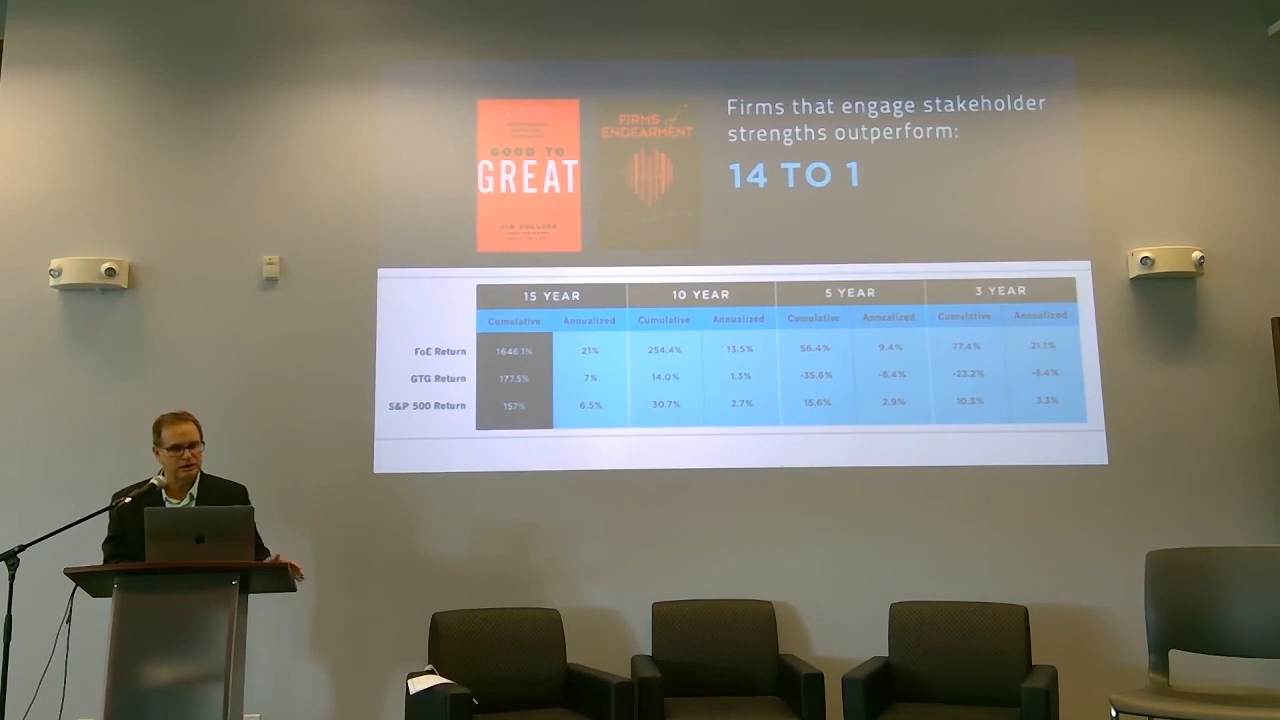 GOOD TO
GREAT
JIM COLLINS
FIRMS of
ENDEARMENT
Firms that engage stakeholder
strengths outperform:
14 TO 1
15 YEAR 10 YEAR 5 YEAR 3 YEAR
Cumulative Annualized Cumulative Annualized Cumulative Annualized Cumulative Annualized
FoE Return 1646.1% 21% 254.4% 13.5% 56.4% 9.4% 77.4% 21.1%
GTG Return 177.5% 7% 14.0% 1.3% -35.6% -8.4% -23.2% -8.4%
S&P 500 Return 157% 6.5% 30.7% 2.7% 15.6% 2.9% 10.3% 3.3%